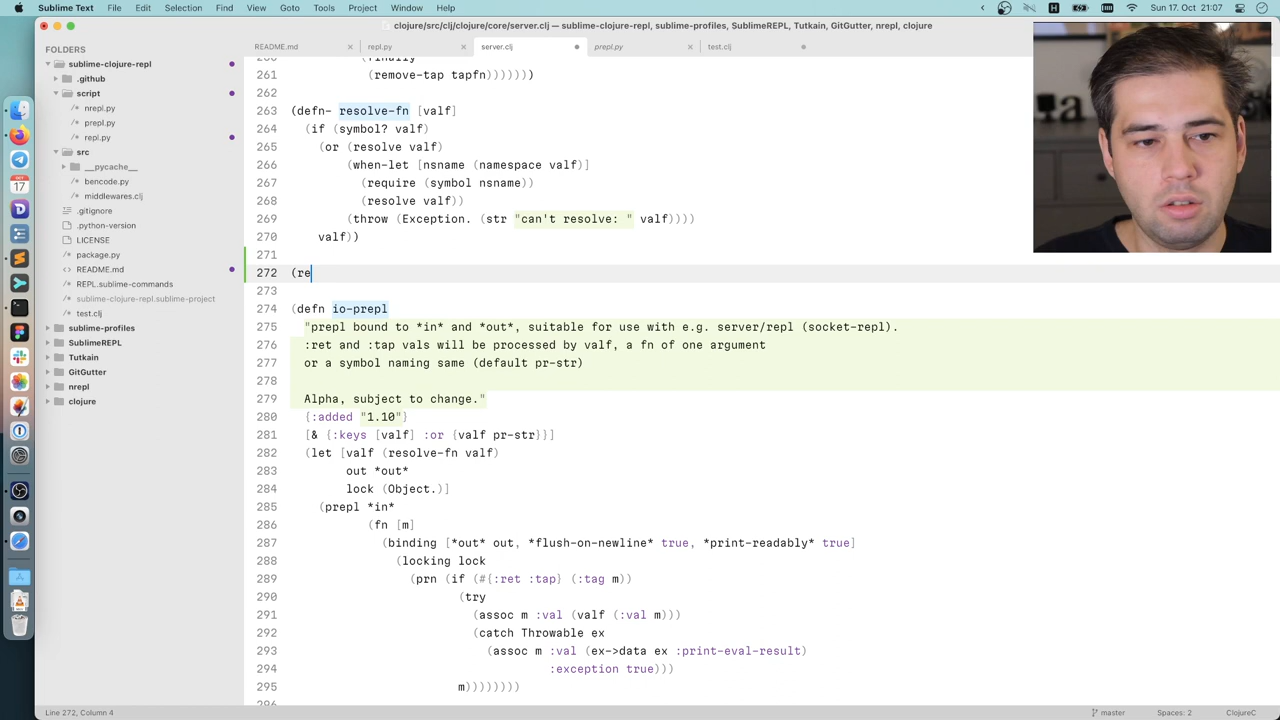 Sublime Text File Edit Selection Find View Goto Tools Project Window Help Sun 17 Oct 21:07
clojure/src/clj/clojure/core/server.clj — sublime-clojure-repl, sublime-profiles, SublimeREPL, Tutkain, GitGutter, nrepl, clojure
FOLDERS
sublime-clojure-repl
.github
script
nrepl.py
prepl.py
repl.py
src
__pycache__
bencode.py
middlewares.clj
.gitignore
.python-version
LICENSE
package.py
README.md
REPL.sublime-commands
sublime-clojure-repl.sublime-project
test.clj
sublime-profiles
SublimeREPL
Tutkain
GitGutter
nrepl
clojure
README.md repl.py server.clj prepl.py test.clj
261 (remove-tap tapfn)))))))
262
263 (defn- resolve-fn [valf]
264 (if (symbol? valf)
265 (or (resolve valf)
266 (when-let [nsname (namespace valf)]
267 (require (symbol nsname))
268 (resolve valf))
269 (throw (Exception. (str "can't resolve: " valf))))
270 valf))
271
272 (re
273
274 (defn io-prepl
275 "prepl bound to *in* and *out*, suitable for use with e.g. server/repl (socket-repl).
276 :ret and :tap vals will be processed by valf, a fn of one argument
277 or a symbol naming same (default pr-str)
278
279 Alpha, subject to change."
280 {:added "1.10"}
281 [& {:keys [valf] :or {valf pr-str}}]
282 (let [valf (resolve-fn valf)
283 out *out*
284 lock (Object.)]
285 (prepl *in*
286 (fn [m]
287 (binding [*out* out, *flush-on-newline* true, *print-readably* true]
288 (locking lock
289 (prn (if (#{:ret :tap} (:tag m))
290 (try
291 (assoc m :val (valf (:val m)))
292 (catch Throwable ex
293 (assoc m :val (ex->data ex :print-eval-result)
294 :exception true)))
295 m))))))))
Line 272, Column 4 master Spaces: 2 ClojureC